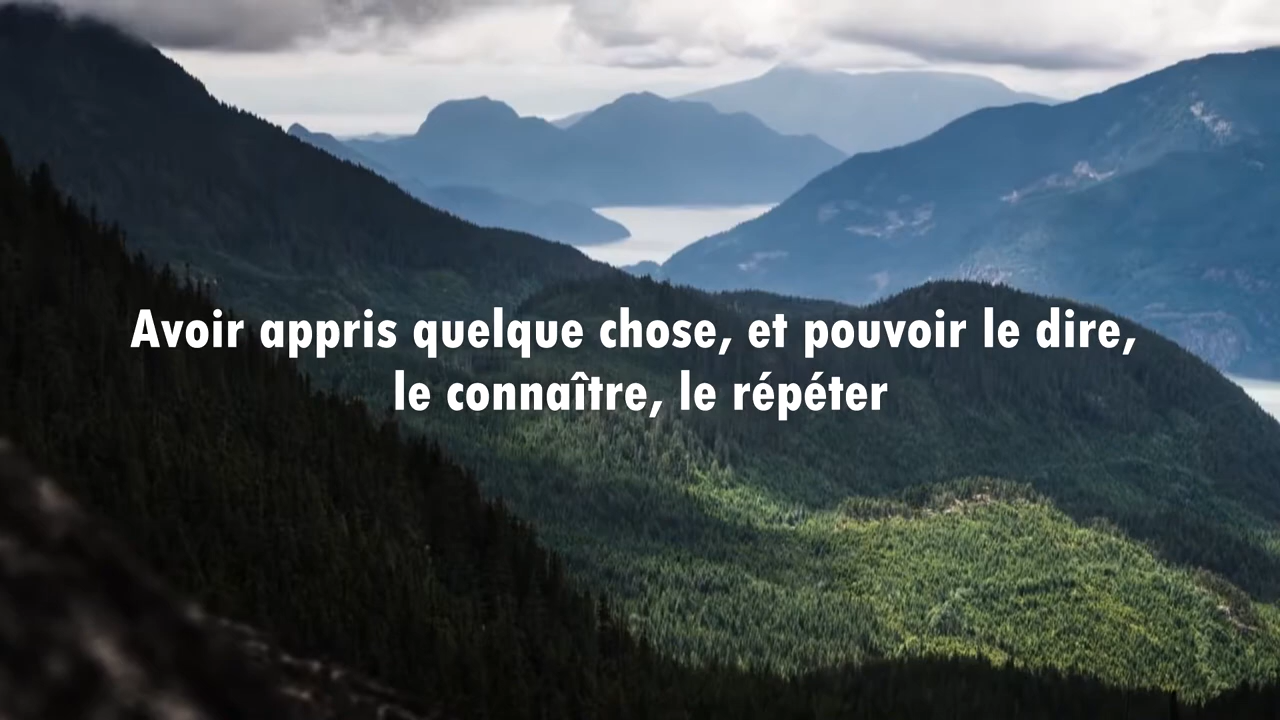 Avoir appris quelque chose, et pouvoir le dire,
le connaître, le répéter